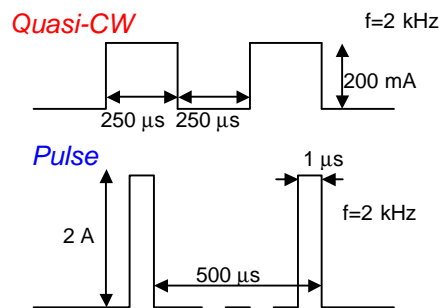 Quasi-CW
f=2 kHz
200 mA
250 μs
250 μs
Pulse
1 μs
2 A
f=2 kHz
500 μs